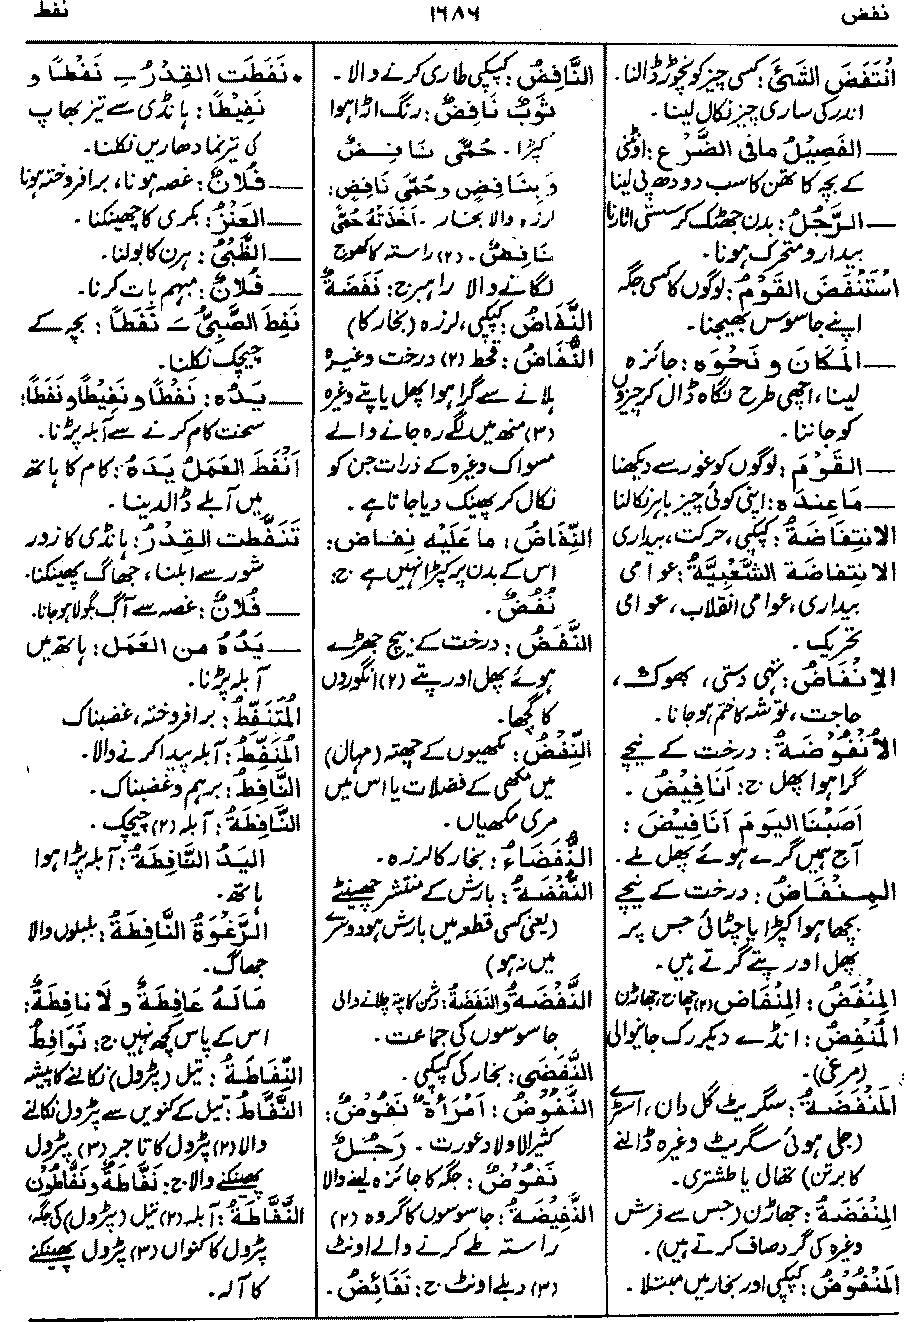 نفض
١٦٨٦
نفط
انْتَفَضَ الشَّئَ: کسی چیز کو نچوڑ ڈالنا۔
اندر کی ساری چیز نکال لینا۔
— الفَصِیْلُ مافی الضَّرْعِ: اونٹنی
کے بچہ کا تھن کا سب دودھ پی لینا
— الرَّجُلُ: بدن جھٹک کر سستی اتارنا
بیدار و متحرک ہونا۔
اسْتَنْفَضَ القَوْمُ: لوگوں کا کسی جگہ
اپنے جاسوس بھیجنا۔
— المَکَانَ و نَحْوَہ: جائزہ
لینا، اچھی طرح نگاہ ڈال کر چیزوں
کو جاننا۔
— القَوْمَ: لوگوں کو غور سے دیکھنا
— مَاعِنْدَہ: اپنی کوئی چیز باہر نکالنا
الانتِفَاضَةُ: کپکپی، حرکت، بیداری
الانتِفَاضَة الشَّعْبِیَّةُ: عوامی
بیداری، عوامی انقلاب، عوامی
تحریک۔
الاِنْفَاضُ: تہی دستی، بھوک،
حاجت، توشہ کا ختم ہوجانا۔
الأُنْفُوْضَةُ: درخت کے نیچے
گرا ہوا پھل ج: اَنَافِیْضُ۔
اَصَبْنَا الیَوْمَ اَنَافِیْضَ:
آج ہمیں گرے ہوئے پھل ملے۔
المِنْفَاضُ: درخت کے نیچے
بچھا ہوا کپڑا یا چٹائی جس پر
پھل اور پتے گرتے ہیں۔
المِنْفَضُ: المِنْفَاض (۲) چھاج، جھاڑن
المُنْفِضُ: انڈے دیکر رک جانیوالی
(مرغی)۔
المَنْفَضَةُ: سگریٹ گل دان، اسٹرے
(جلی ہوئی سگریٹ وغیرہ ڈالنے
کا برتن) تھالی یا طشتری۔
المِنْفَضَةُ: جھاڑن (جس سے فرش
وغیرہ کی گرد صاف کرتے ہیں)۔
المَنْفُوْضُ: کپکپی اور بخار میں مبتلا۔
النَّافِضُ: کپکپی طاری کرنے والا۔
ثَوْبٌ نَافِضٌ: رنگ اڑا ہوا
کپڑا۔ حُمّٰی نَافِضٌ
وَبِنَافِضٍ وحُمّٰی نَافِضٍ:
لرزہ والا بخار۔ اَخَذَتْہُ حُمّٰی
نَافِضٌ۔ (۲) راستہ کا کھوج
لگانے والا راہبر ج: نَفَضَةٌ
النُّفَاضُ: کپکپی، لرزہ (بخار کا)
النُّفَاضُ: قحط (۲) درخت وغیرہ
ہلانے سے گرا ہوا پھل یا پتے وغیرہ
(۳) منھ میں لگے رہ جانے والے
مسواک وغیرہ کے ذرات جن کو
نکال کر پھینک دیا جاتا ہے۔
النِّفَاضُ: ما عَلَیْہ نِفَاض:
اس کے بدن پر کپڑا نہیں ہے ج:
نُفُضٌ۔
النَّفَضُ: درخت کے نیچے جھڑے
ہوئے پھل اور پتے (۲) انگوروں
کا گچھا۔
النِّفْضُ: مکھیوں کے چھتہ (مہال)
میں مکھی کے فضلات یا اس میں
مری مکھیاں۔
النُّفَضَاءُ: بخار کا لرزہ۔
النُّفْضَةُ: بارش کے منتشر چھینٹے
(یعنی کسی قطعہ میں بارش ہو دوسرے
میں نہ ہو)
النَّفْضَةُ والنَّفَضَةُ: دشمن کا پتہ چلانے والی
جاسوسوں کی جماعت۔
النُّفَضٰی: بخار کی کپکپی۔
النَّفُوْضُ: اِمْرَأَةٌ نَفُوْضٌ:
کثیر الاولاد عورت۔ رَجُلٌ
نَفُوْضٌ: جگہ کا جائزہ لینے والا
النَّفِیْضَةُ: جاسوسوں کا گروہ (۲)
راستہ طے کرنے والے اونٹ
(۳) دبلے اونٹ ج: نَفَائِضُ۔
• نَفَطَتِ القِدْرُ ـِ نَفْطًا و
نَفِیْطًا: ہانڈی سے تیز بھاپ
کی تیر نما دھاریں نکلنا۔
— فُلَانٌ: غصہ ہونا، برافروختہ ہونا
— العَنْزُ: بکری کا چھینکنا۔
— الظَّبْیُ: ہرن کا بولنا۔
— فُلَانٌ: مبہم بات کرنا۔
نَفِطَ الصَّبِیُّ ـَ نَفَطًا: بچہ کے
چیچک نکلنا۔
— یَدُہ: نَفْطًا و نَفِیْطًا و نَفَطًا:
سخت کام کرنے سے آبلہ پڑنا۔
اَنْفَطَ العَمَلُ یَدَہُ: کام کا ہاتھ
میں آبلے ڈالدینا۔
تَنَفَّطَت القِدْرُ: ہانڈی کا زور
شور سے ابلنا، جھاگ پھینکنا۔
— فُلَانٌ: غصہ سے آگ بگولا ہو جانا۔
— یَدُہٗ من العَمَل: ہاتھ میں
آبلہ پڑنا۔
المُتَنَفِّطُ: برافروختہ، غضبناک
المُنَفِّطُ: آبلہ پیدا کرنے والا۔
النَّافِطُ: برہم و غضبناک۔
النَّافِطَةُ: آبلہ (۲) چیچک۔
الیَدُ النَّافِطَةُ: آبلہ پڑا ہوا
ہاتھ۔
الرَّغْوَةُ النَّافِطَةُ: بلبلوں والا
جھاگ۔
مَالَہٗ عَافِطَةٌ ولَا نَافِطَةٌ:
اس کے پاس کچھ نہیں ج: نَوَافِطُ
النِّفَاطَةُ: تیل (پٹرول) نکالنے کا پیشہ
النَّفَّاطُ: تیل کے کنویں سے پٹرول نکالنے
والا (۲) پٹرول کا تاجر (۳) پٹرول
پھینکنے والا ج: نَفَّاطَةٌ و نَفَّاطُون
النَّفَّاطَةُ: آبلہ (۲) تیل (پٹرول) کی جگہ،
پٹرول کا کنواں (۳) پٹرول پھینکنے
کا آلہ۔